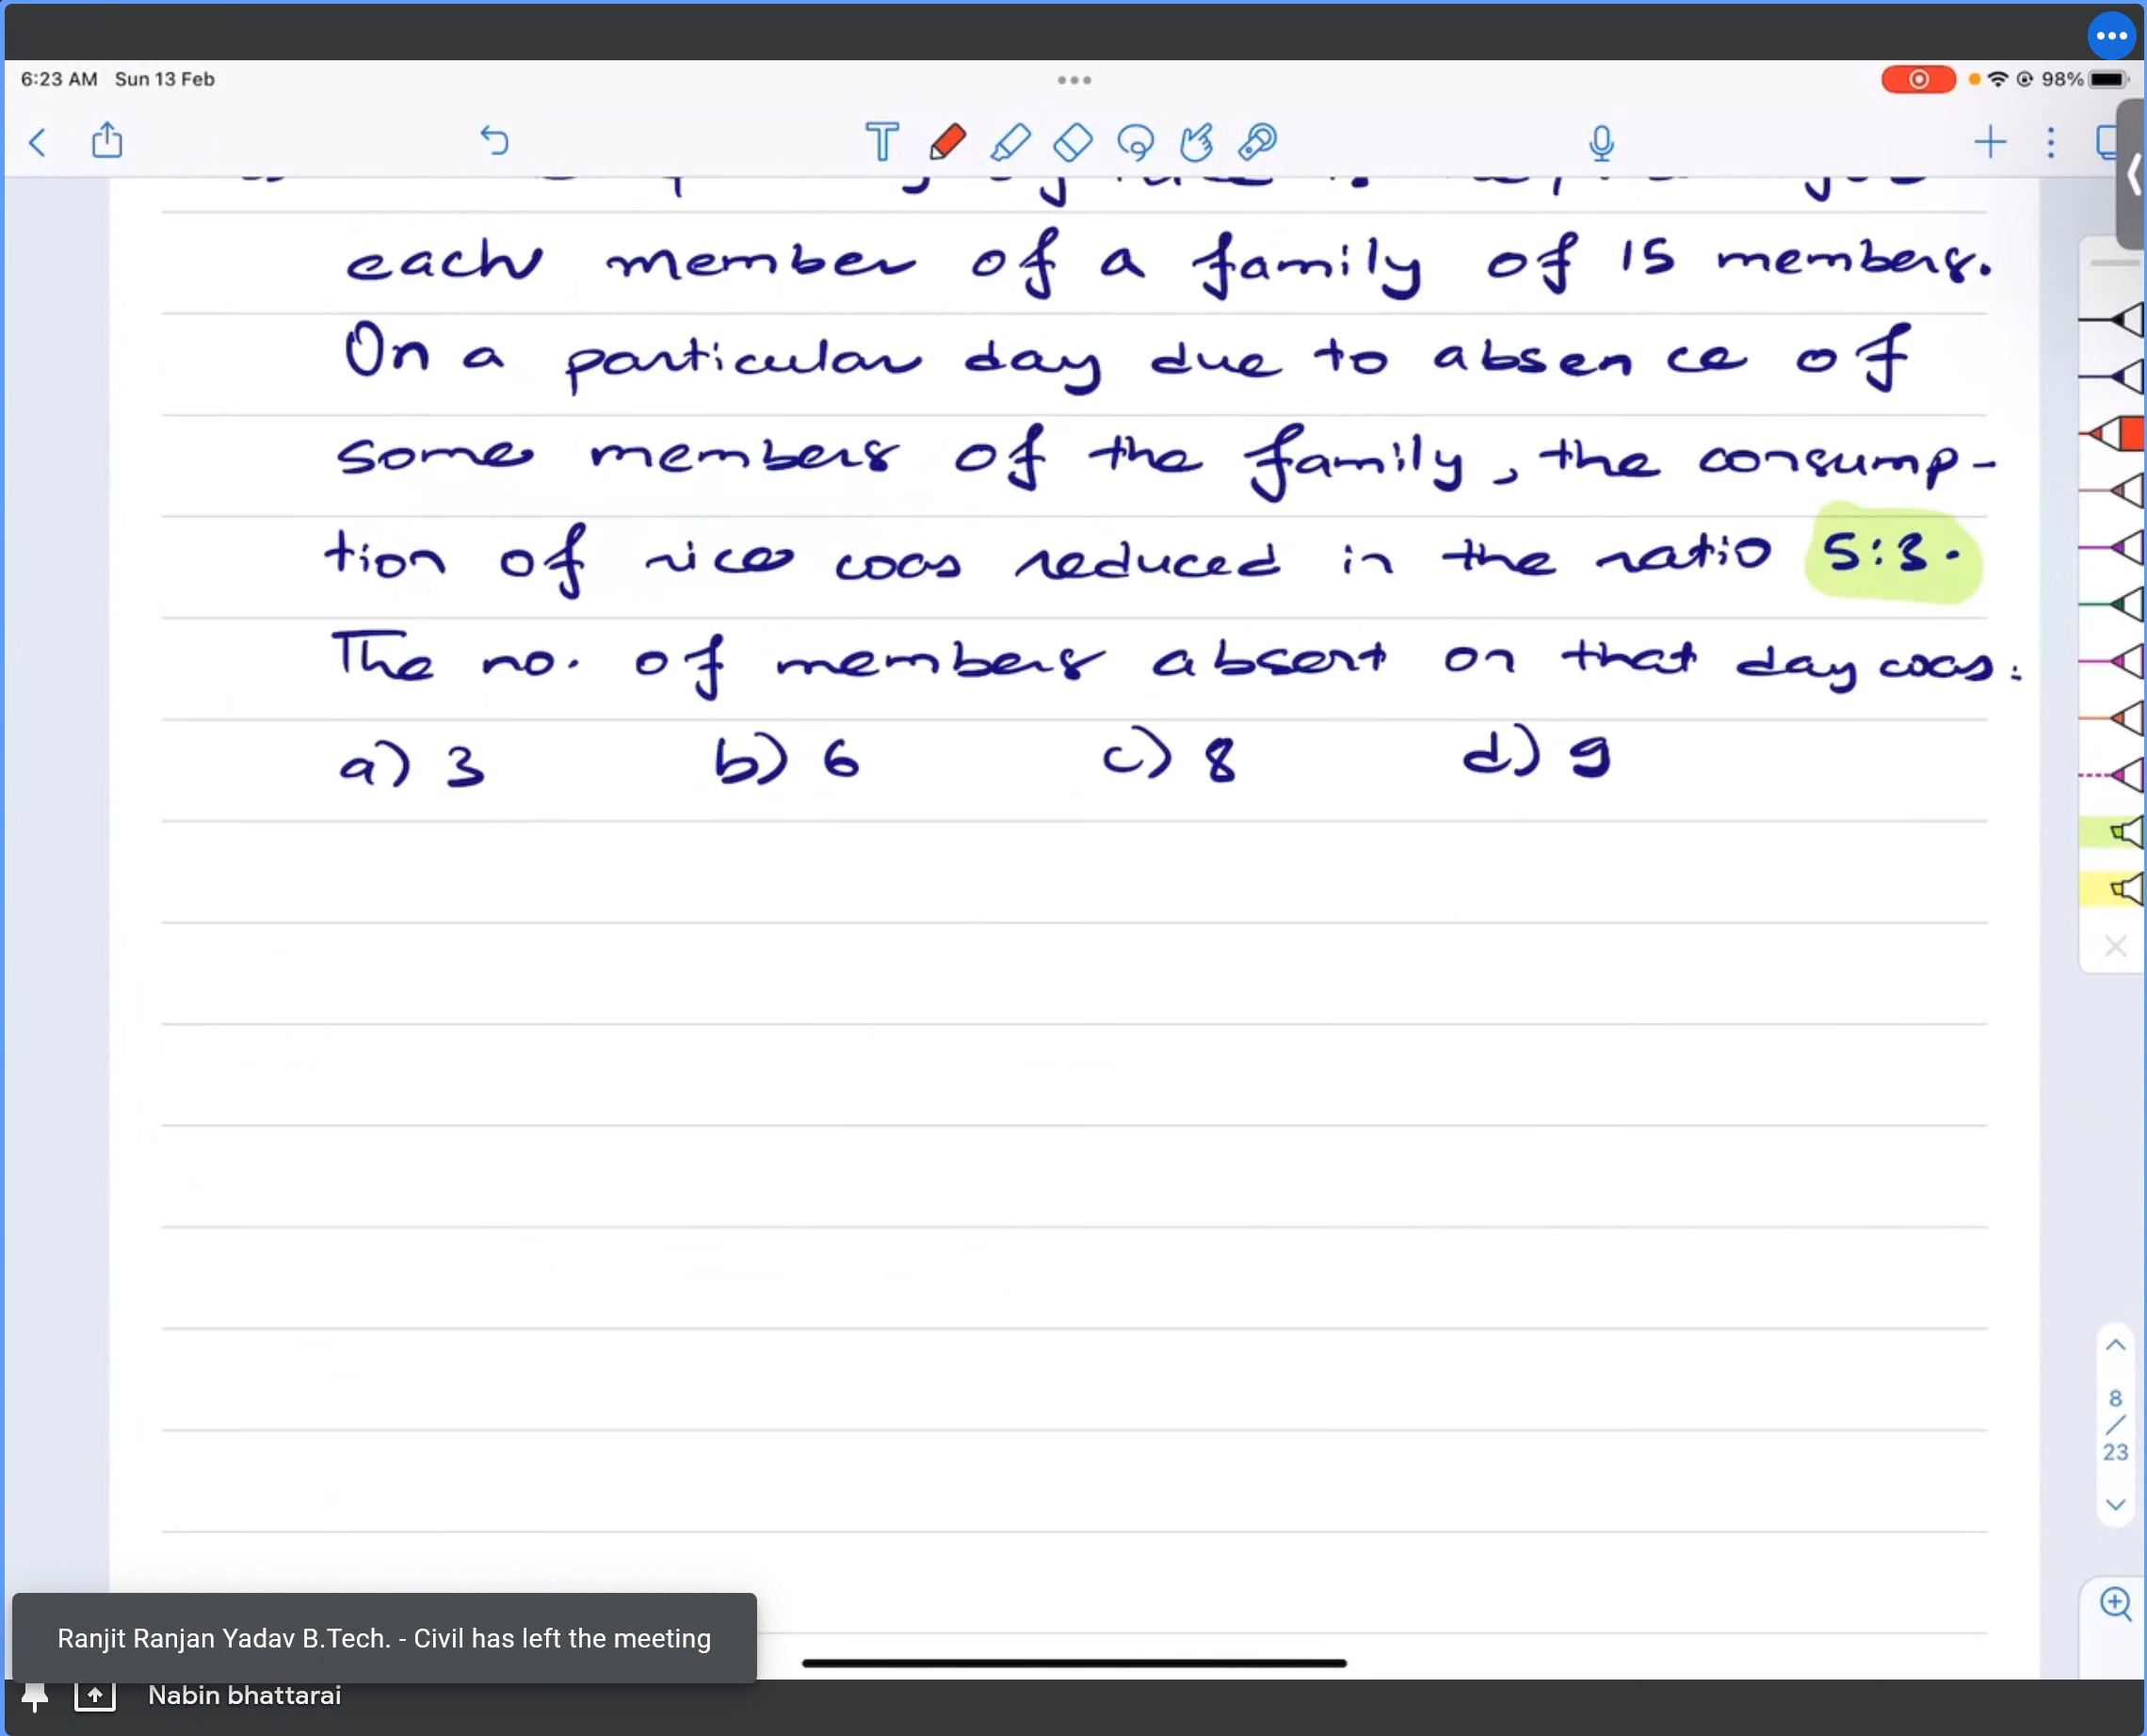 6:23 AM Sun 13 Feb
98%
each member of a family of 15 members.
On a particular day due to absence of
some members of the family, the consump-
tion of rice was reduced in the ratio 5:3.
The no. of members absent on that day was:
a) 3 b) 6 c) 8 d) 9
8
/
23
Ranjit Ranjan Yadav B.Tech. - Civil has left the meeting
Nabin bhattarai